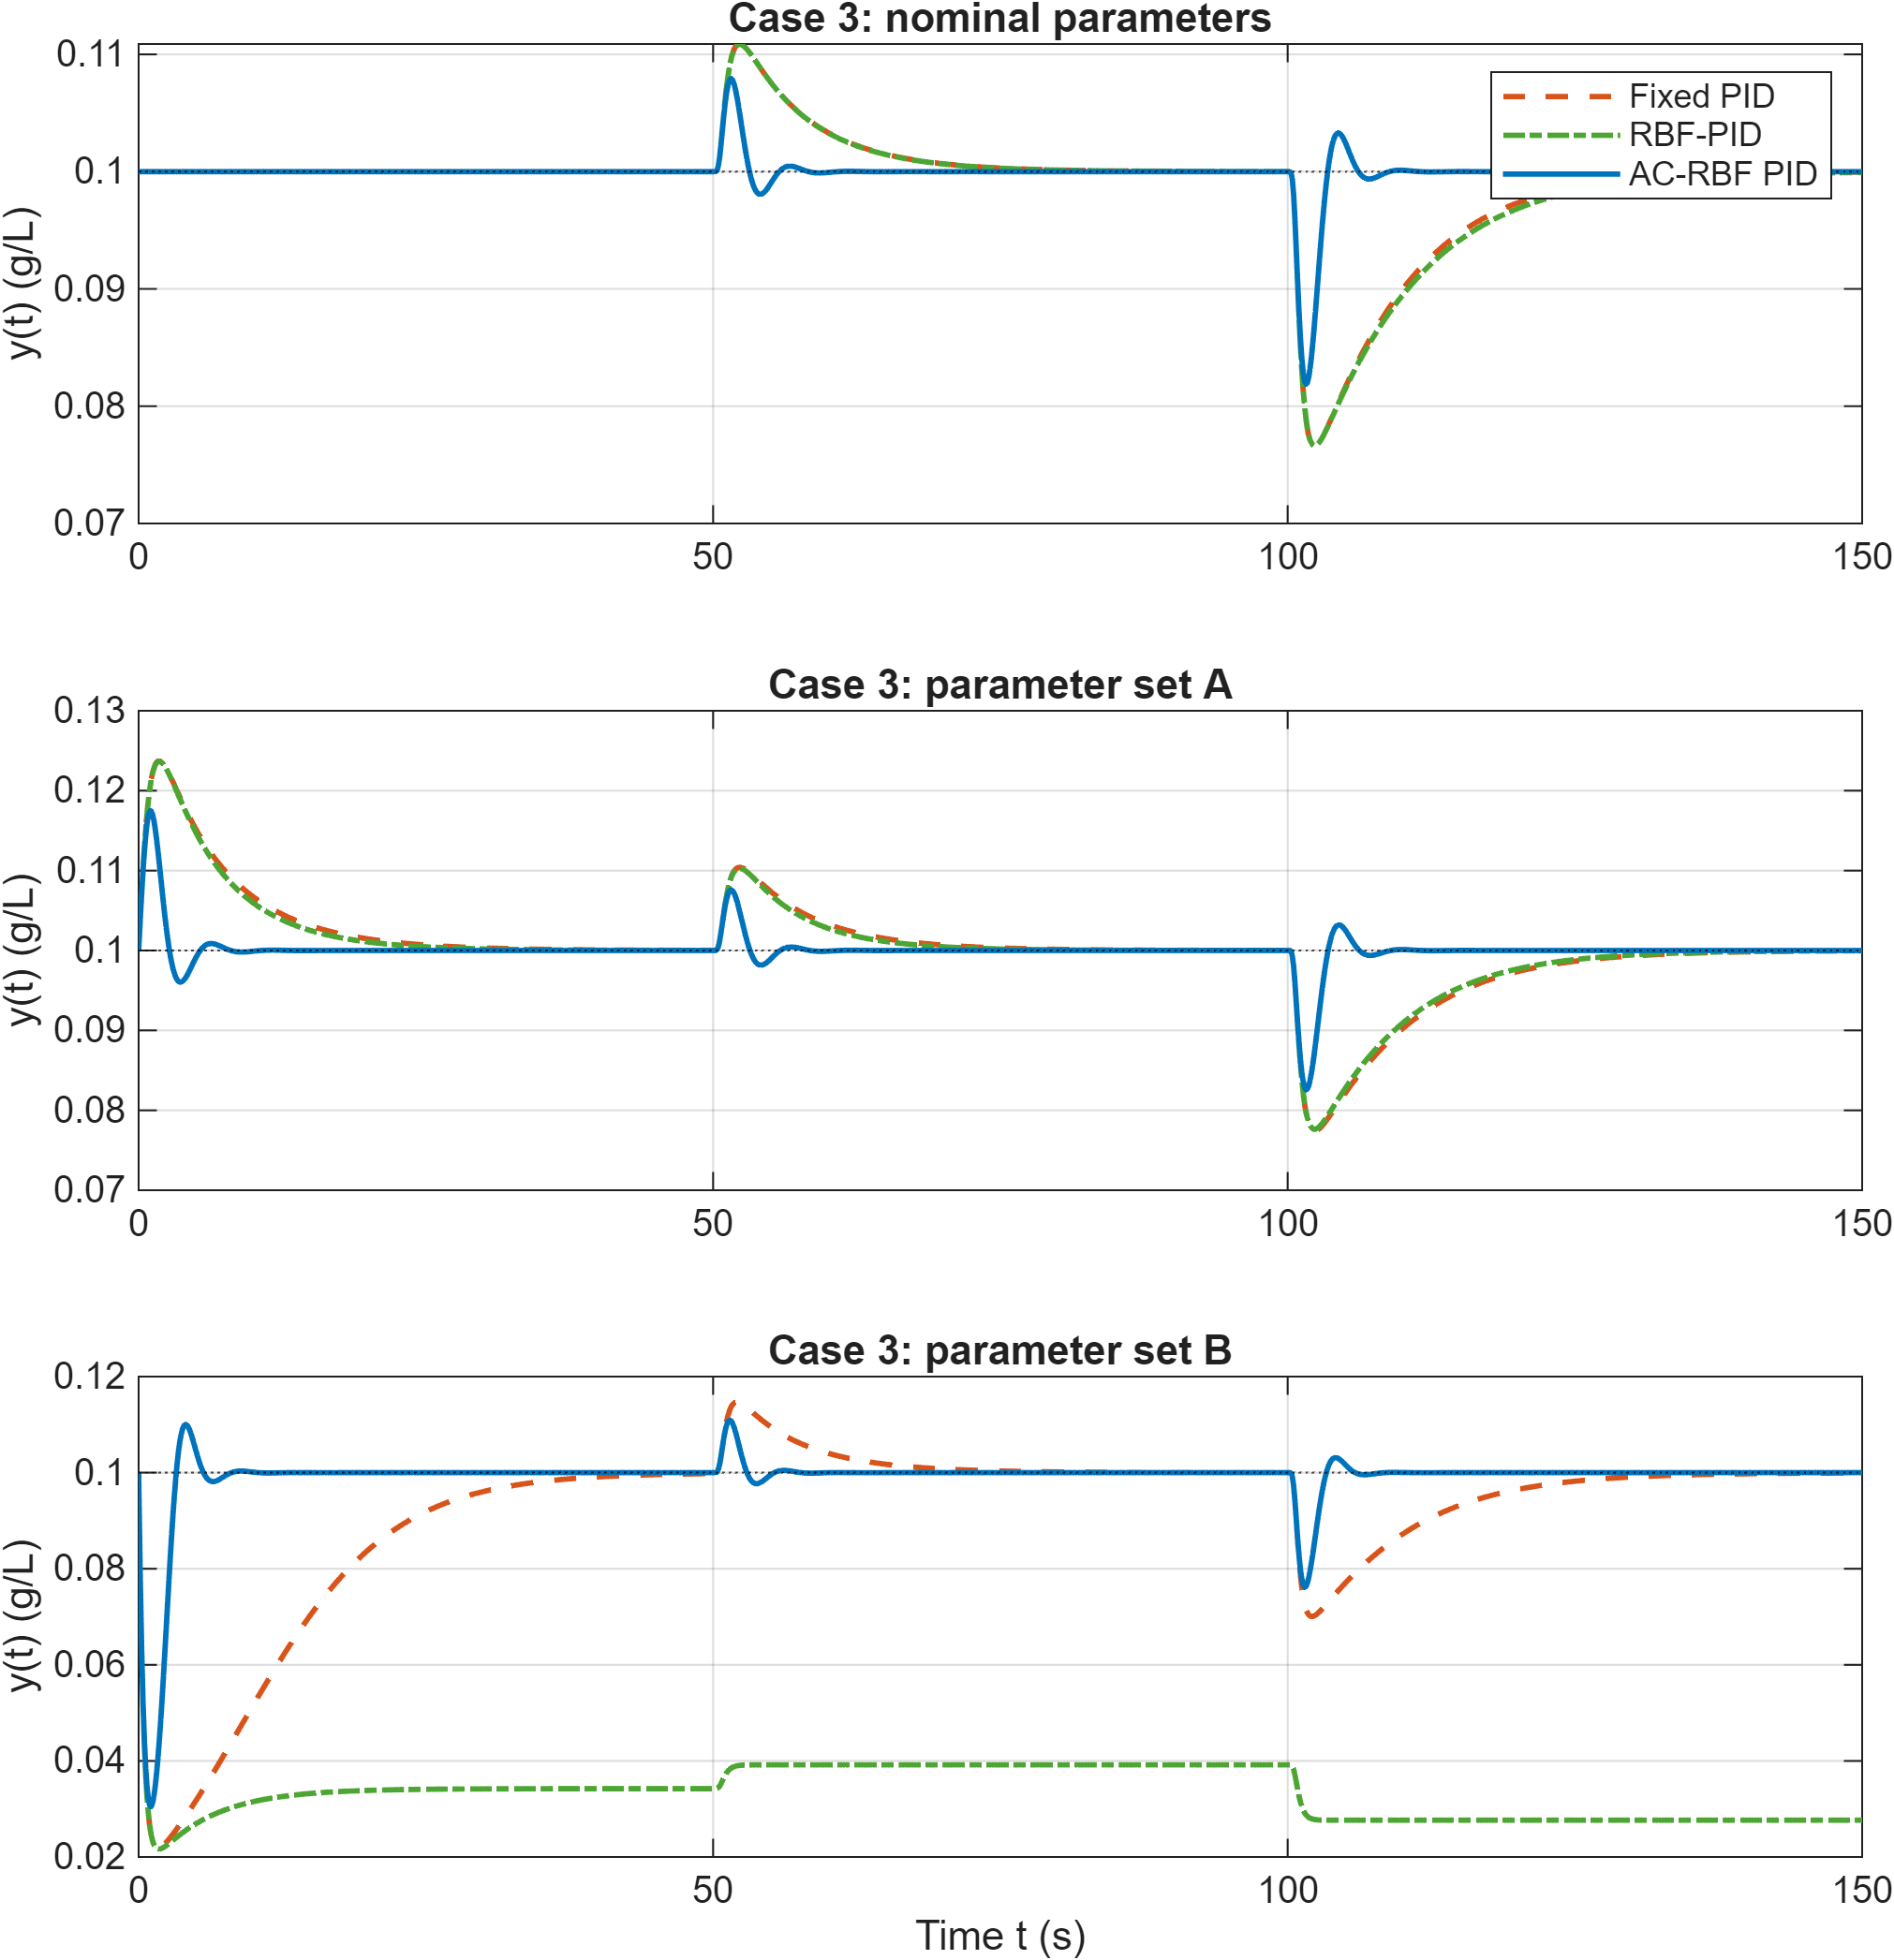 Case 3: nominal parameters
0.11
0.1
0.09
0.08
0.07
y(t) (g/L)
Fixed PID
RBF-PID
AC-RBF PID
0 50 100 150
Case 3: parameter set A
0.13
0.12
0.11
0.1
0.09
0.08
0.07
y(t) (g/L)
0 50 100 150
Case 3: parameter set B
0.12
0.1
0.08
0.06
0.04
0.02
y(t) (g/L)
0 50 100 150
Time t (s)